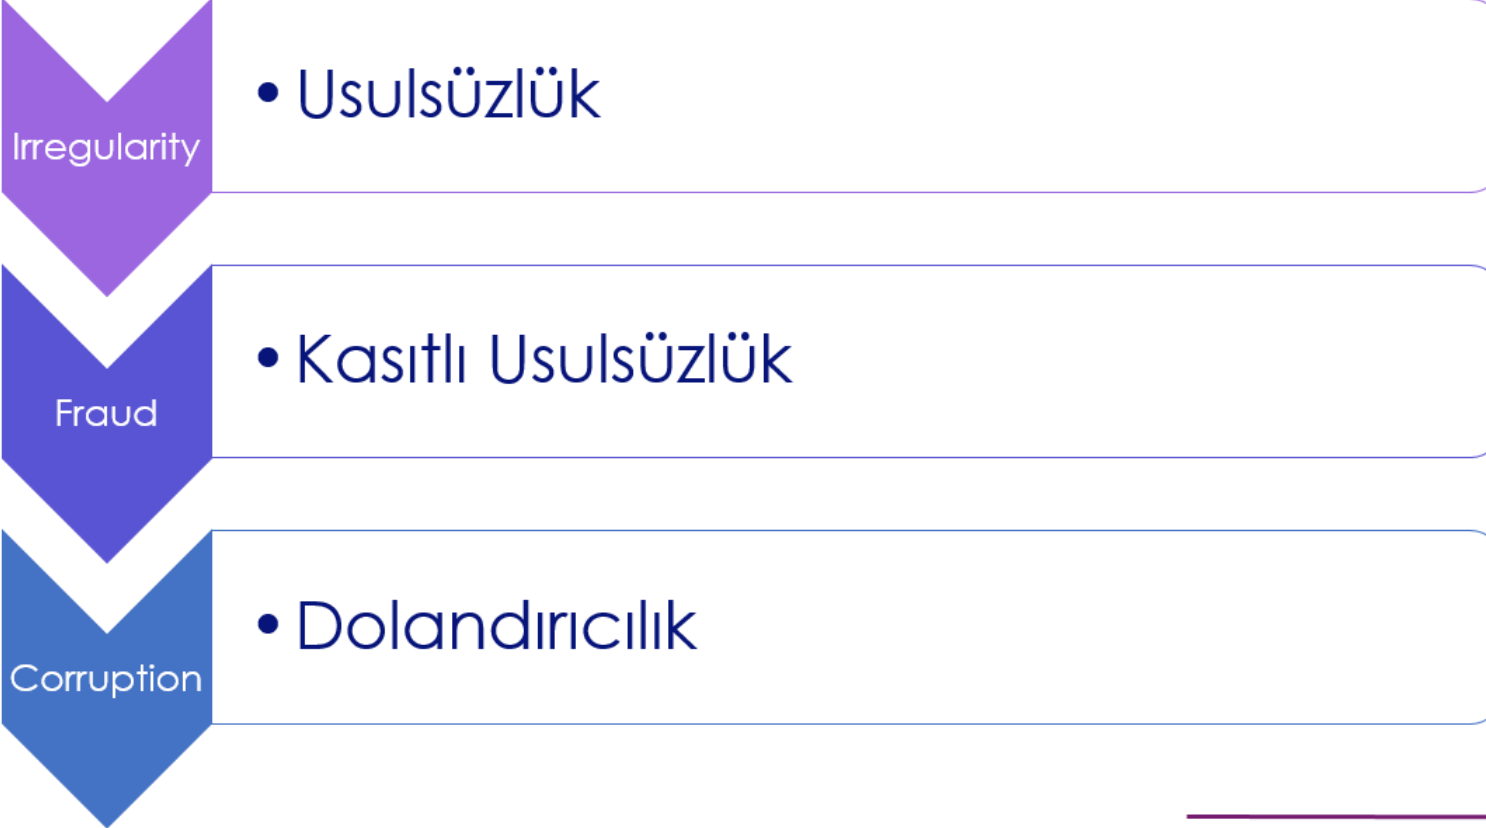 Irregularity
• Usulsüzlük
Fraud
• Kasıtlı Usulsüzlük
Corruption
• Dolandırıcılık